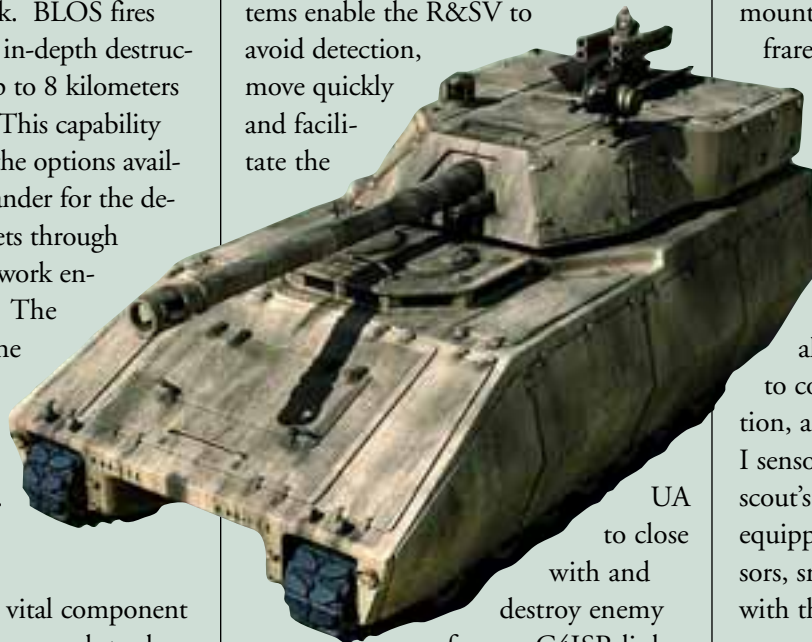 k. BLOS fires
in-depth destruc-
to 8 kilometers
This capability
he options avail-
ander for the de-
ets through
work en-
The
ne
vital component
tems enable the R&SV to
avoid detection,
move quickly
and facili-
tate the
UA
to close
with and
destroy enemy
C4ISR link
mount
frare
to co
tion, a
I senso
scout's
equipp
sors, sn
with th